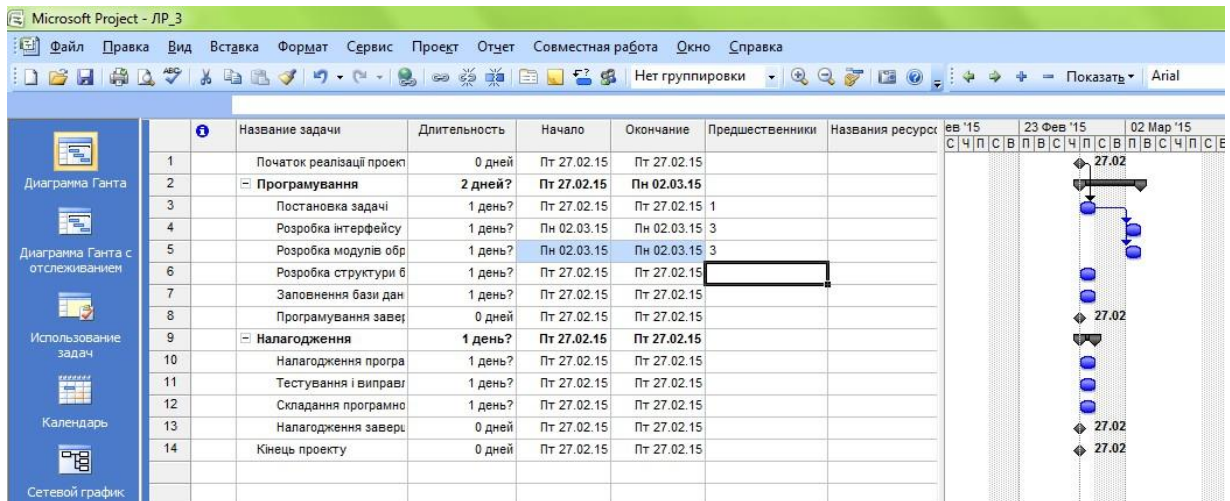 Microsoft Project - ЛР_3
Файл Правка Вид Вставка Формат Сервис Проект Отчет Совместная работа Окно Справка
Нет группировки Показать Arial
Название задачи Длительность Начало Окончание Предшественники Названия ресурсс ев '15 23 Фев '15 02 Мар '15
С Ч П С В П В С Ч П С В П В С Ч П С В
1 Початок реалізації проект 0 дней Пт 27.02.15 Пт 27.02.15 27.02
2 Програмування 2 дней? Пт 27.02.15 Пн 02.03.15
3 Постановка задачі 1 день? Пт 27.02.15 Пт 27.02.15 1
4 Розробка інтерфейсу 1 день? Пн 02.03.15 Пн 02.03.15 3
5 Розробка модулів обр 1 день? Пн 02.03.15 Пн 02.03.15 3
6 Розробка структури б 1 день? Пт 27.02.15 Пт 27.02.15
7 Заповнення бази дан 1 день? Пт 27.02.15 Пт 27.02.15
8 Програмування завер 0 дней Пт 27.02.15 Пт 27.02.15 27.02
9 Налагодження 1 день? Пт 27.02.15 Пт 27.02.15
10 Налагодження програ 1 день? Пт 27.02.15 Пт 27.02.15
11 Тестування і виправл 1 день? Пт 27.02.15 Пт 27.02.15
12 Складання програмно 1 день? Пт 27.02.15 Пт 27.02.15
13 Налагодження заверш 0 дней Пт 27.02.15 Пт 27.02.15 27.02
14 Кінець проекту 0 дней Пт 27.02.15 Пт 27.02.15 27.02
Диаграмма Ганта
Диаграмма Ганта с
отслеживанием
Использование
задач
Календарь
Сетевой график